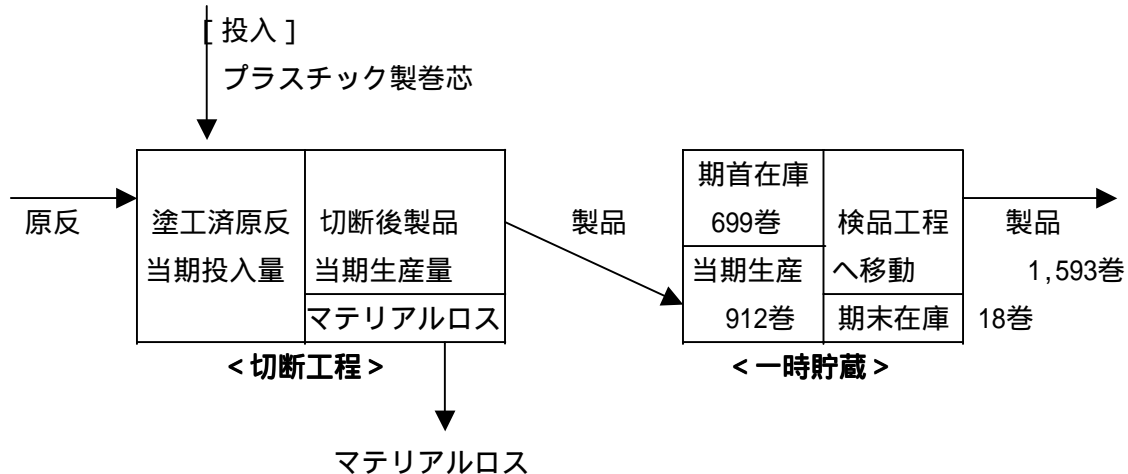 [ 投入 ]
プラスチック製巻芯
原反
塗工済原反
当期投入量
切断後製品
当期生産量
マテリアルロス
<切断工程>
マテリアルロス
製品
期首在庫
699巻
当期生産
912巻
検品工程
へ移動
期末在庫
18巻
<一時貯蔵>
製品
1,593巻